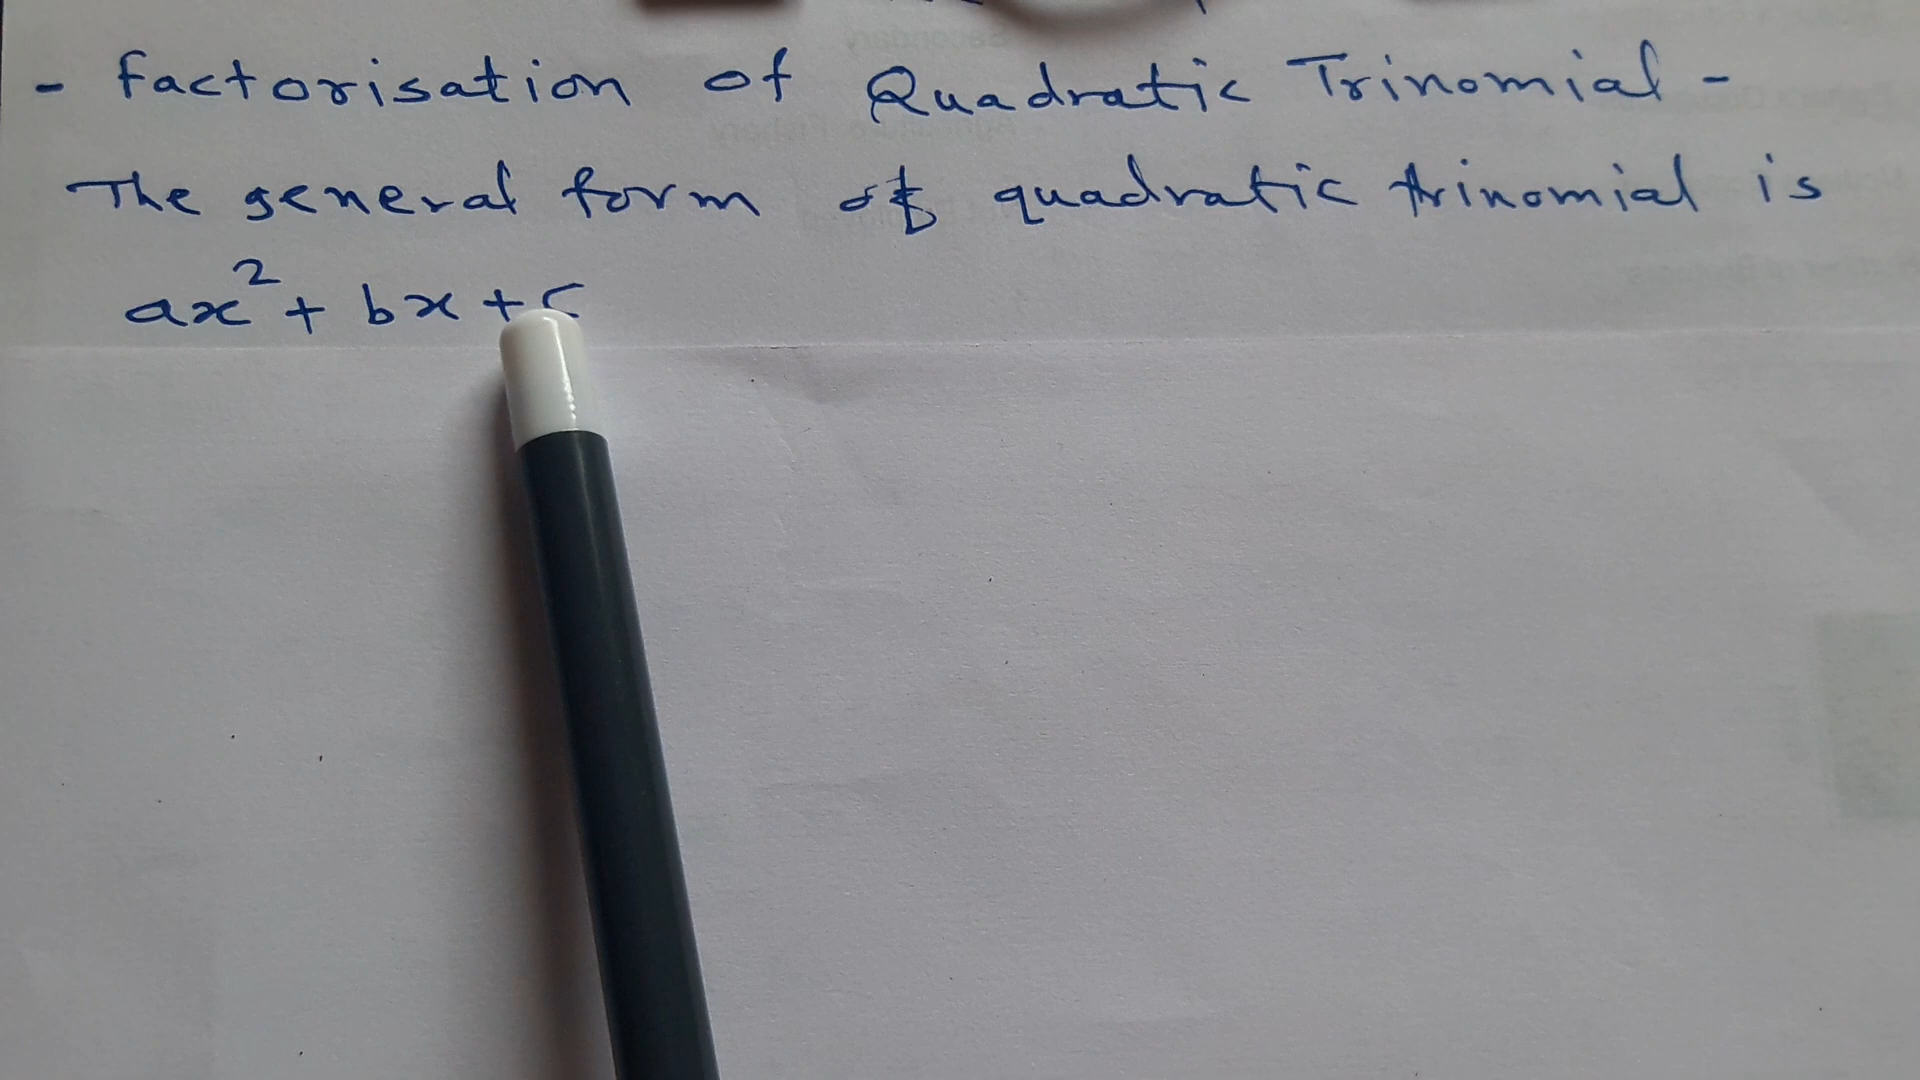 - Factorisation of Quadratic Trinomial -
The general form of quadratic trinomial is
ax² + bx + c